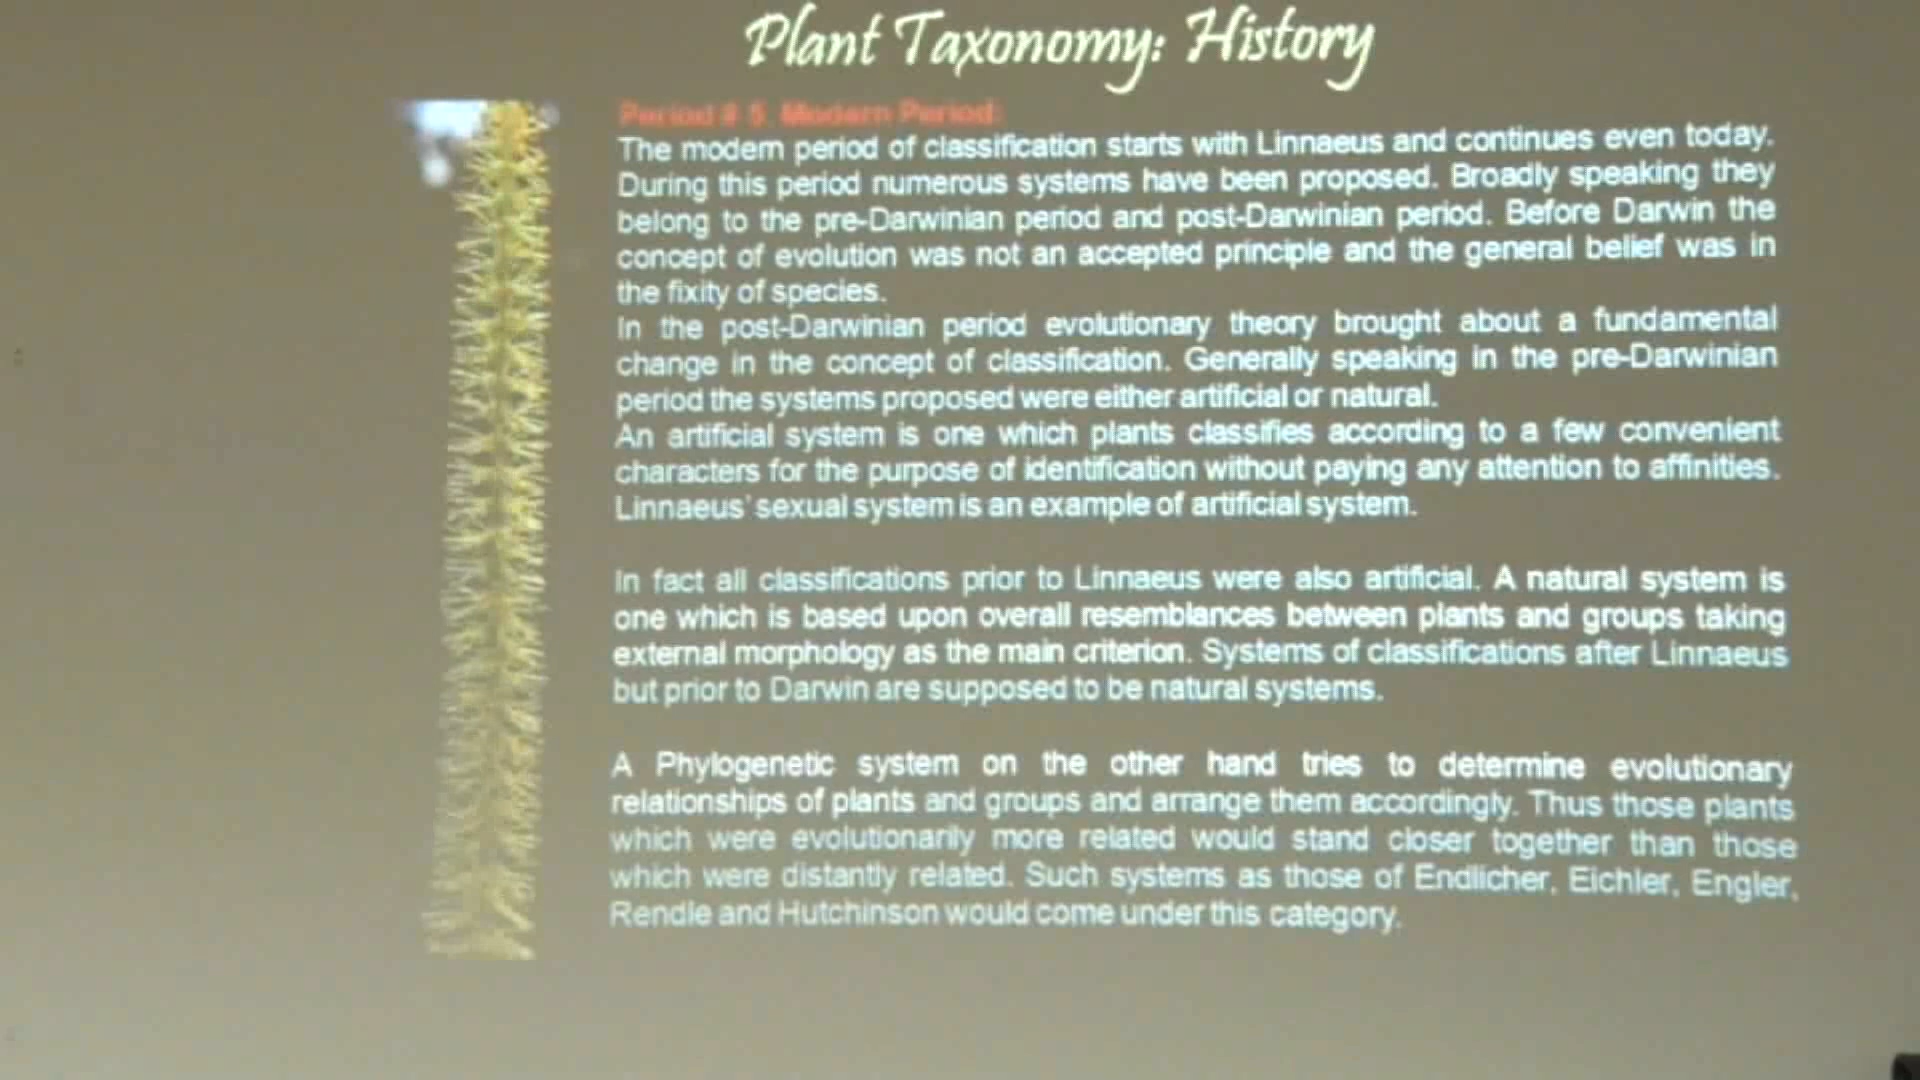 Plant Taxonomy: History
Period # 5. Modern Period:
The modern period of classification starts with Linnaeus and continues even today.
During this period numerous systems have been proposed. Broadly speaking they
belong to the pre-Darwinian period and post-Darwinian period. Before Darwin the
concept of evolution was not an accepted principle and the general belief was in
the fixity of species.
In the post-Darwinian period evolutionary theory brought about a fundamental
change in the concept of classification. Generally speaking in the pre-Darwinian
period the systems proposed were either artificial or natural.
An artificial system is one which plants classifies according to a few convenient
characters for the purpose of identification without paying any attention to affinities.
Linnaeus' sexual system is an example of artificial system.
In fact all classifications prior to Linnaeus were also artificial. A natural system is
one which is based upon overall resemblances between plants and groups taking
external morphology as the main criterion. Systems of classifications after Linnaeus
but prior to Darwin are supposed to be natural systems.
A Phylogenetic system on the other hand tries to determine evolutionary
relationships of plants and groups and arrange them accordingly. Thus those plants
which were evolutionarily more related would stand closer together than those
which were distantly related. Such systems as those of Endlicher, Eichler, Engler,
Rendle and Hutchinson would come under this category.